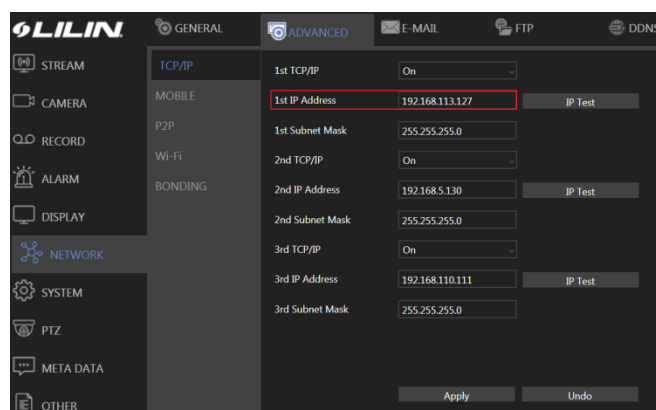 LILIN
GENERAL
ADVANCED
E-MAIL
FTP
DDNS
STREAM
CAMERA
RECORD
ALARM
DISPLAY
NETWORK
SYSTEM
PTZ
META DATA
OTHER
TCP/IP
MOBILE
P2P
Wi-Fi
BONDING
1st TCP/IP On
1st IP Address 192.168.113.127 IP Test
1st Subnet Mask 255.255.255.0
2nd TCP/IP On
2nd IP Address 192.168.5.130 IP Test
2nd Subnet Mask 255.255.255.0
3rd TCP/IP On
3rd IP Address 192.168.110.111 IP Test
3rd Subnet Mask 255.255.255.0
Apply Undo